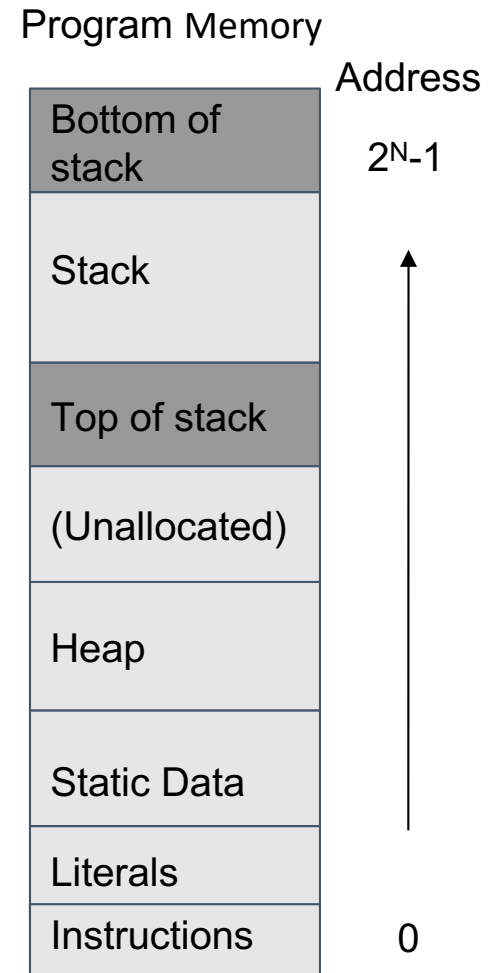 Program Memory
Address
Bottom of
stack
2ᴺ-1
Stack
Top of stack
(Unallocated)
Heap
Static Data
Literals
Instructions
0